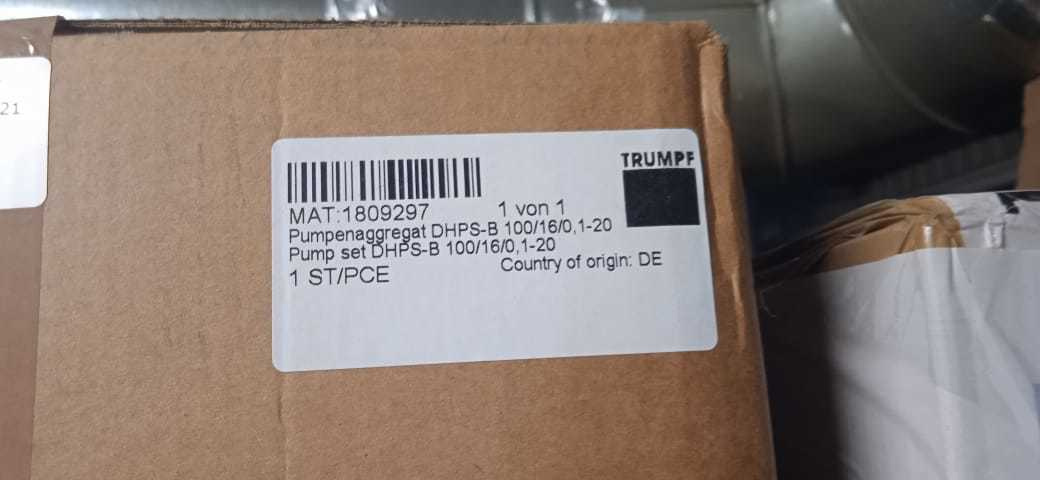 21
TRUMPF
MAT:1809297 1 von 1
Pumpenaggregat DHPS-B 100/16/0,1-20
Pump set DHPS-B 100/16/0,1-20
1 ST/PCE Country of origin: DE